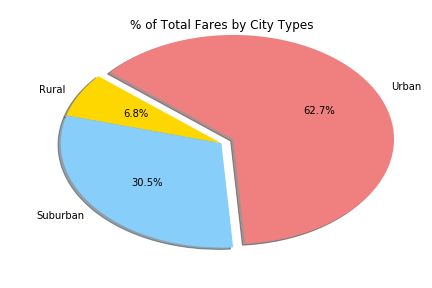 % of Total Fares by City Types
Rural
Urban
6.8%
62.7%
30.5%
Suburban